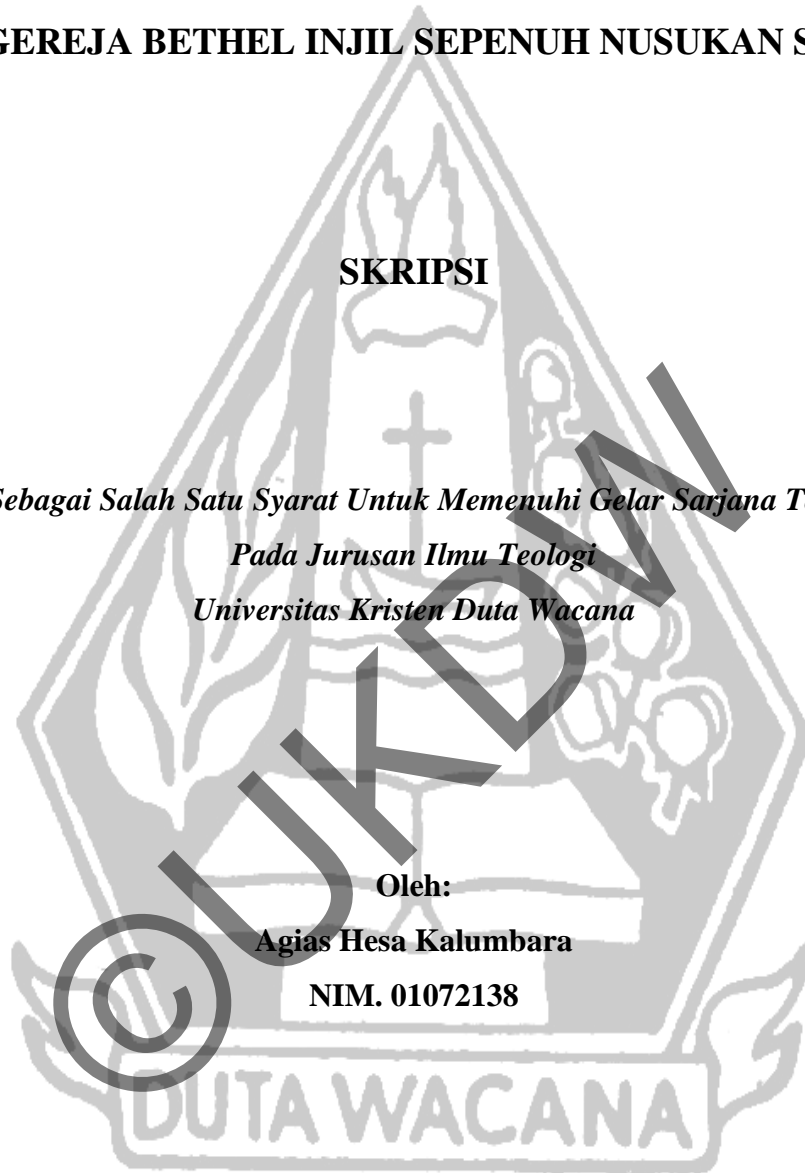 GEREJA BETHEL INJIL SEPENUH NUSUKAN
SKRIPSI
Sebagai Salah Satu Syarat Untuk Memenuhi Gelar Sarjana
Pada Jurusan Ilmu Teologi
Universitas Kristen Duta Wacana
Oleh:
Agias Hesa Kalumbara
NIM. 01072138
©UKDW
DUTA WACANA